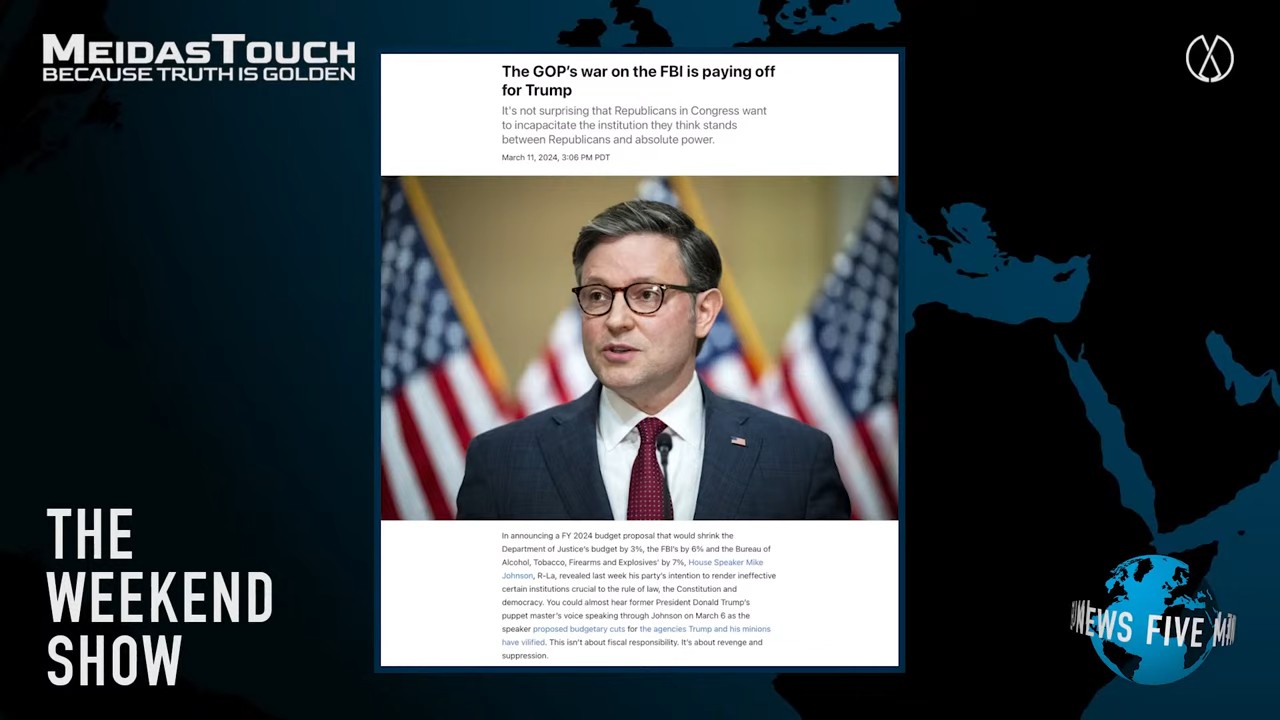 MEIDASTOUCH
BECAUSE TRUTH IS GOLDEN
The GOP's war on the FBI is paying off
for Trump
It's not surprising that Republicans in Congress want
to incapacitate the institution they think stands
between Republicans and absolute power.
March 11, 2024, 3:06 PM PDT
In announcing a FY 2024 budget proposal that would shrink the
Department of Justice's budget by 3%, the FBI's by 6% and the Bureau of
Alcohol, Tobacco, Firearms and Explosives' by 7%, House Speaker Mike
Johnson, R-La, revealed last week his party's intention to render ineffective
certain institutions crucial to the rule of law, the Constitution and
democracy. You could almost hear former President Donald Trump's
puppet master's voice speaking through Johnson on March 6 as the
speaker proposed budgetary cuts for the agencies Trump and his minions
have vilified. This isn't about fiscal responsibility. It's about revenge and
suppression.
THE
WEEKEND
SHOW
NEWS FIVE